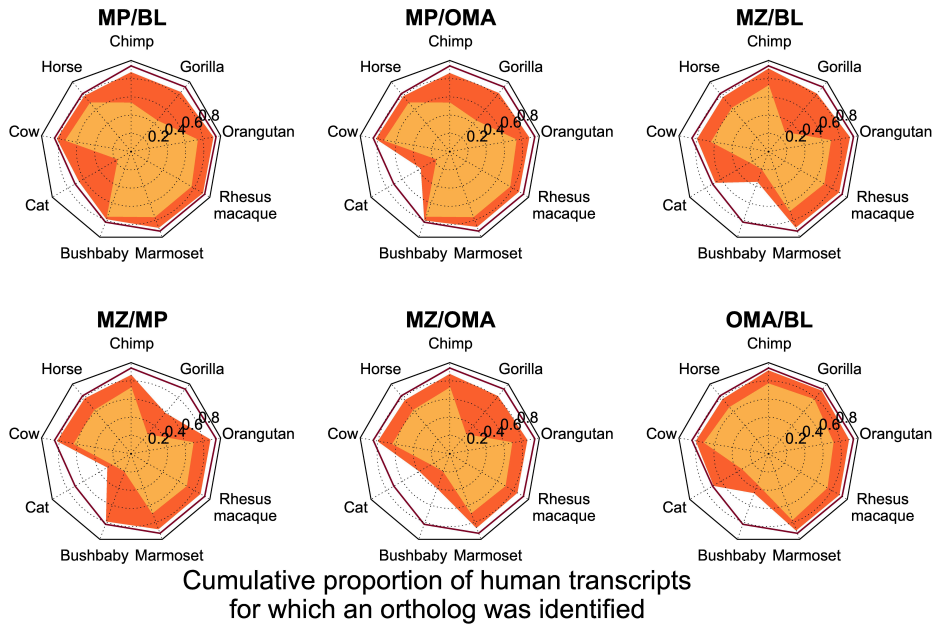 MP/BL
Chimp
Horse
Gorilla
Cow
0.2
0.4
0.6
0.8
Orangutan
Cat
Rhesus
macaque
Bushbaby
Marmoset
MP/OMA
Chimp
Horse
Gorilla
Cow
0.2
0.4
0.6
0.8
Orangutan
Cat
Rhesus
macaque
Bushbaby
Marmoset
MZ/BL
Chimp
Horse
Gorilla
Cow
0.2
0.4
0.6
0.8
Orangutan
Cat
Rhesus
macaque
Bushbaby
Marmoset
MZ/MP
Chimp
Horse
Gorilla
Cow
0.2
0.4
0.6
0.8
Orangutan
Cat
Rhesus
macaque
Bushbaby
Marmoset
MZ/OMA
Chimp
Horse
Gorilla
Cow
0.2
0.4
0.6
0.8
Orangutan
Cat
Rhesus
macaque
Bushbaby
Marmoset
OMA/BL
Chimp
Horse
Gorilla
Cow
0.2
0.4
0.6
0.8
Orangutan
Cat
Rhesus
macaque
Bushbaby
Marmoset
Cumulative proportion of human transcripts
for which an ortholog was identified